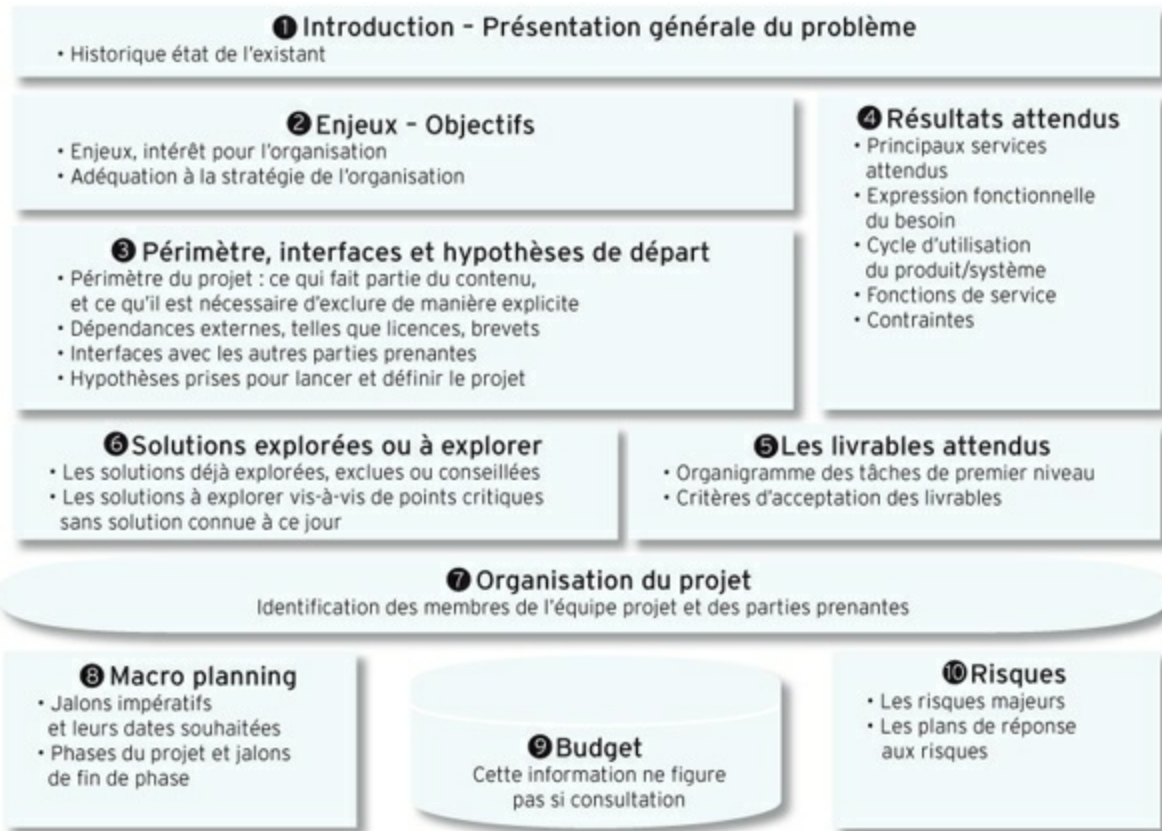 ❶ Introduction – Présentation générale du problème
• Historique état de l'existant
❷ Enjeux – Objectifs
• Enjeux, intérêt pour l'organisation
• Adéquation à la stratégie de l'organisation
❸ Périmètre, interfaces et hypothèses de départ
• Périmètre du projet : ce qui fait partie du contenu,
et ce qu'il est nécessaire d'exclure de manière explicite
• Dépendances externes, telles que licences, brevets
• Interfaces avec les autres parties prenantes
• Hypothèses prises pour lancer et définir le projet
❹ Résultats attendus
• Principaux services
attendus
• Expression fonctionnelle
du besoin
• Cycle d'utilisation
du produit/système
• Fonctions de service
• Contraintes
❺ Les livrables attendus
• Organigramme des tâches de premier niveau
• Critères d'acceptation des livrables
❻ Solutions explorées ou à explorer
• Les solutions déjà explorées, exclues ou conseillées
• Les solutions à explorer vis-à-vis de points critiques
sans solution connue à ce jour
❼ Organisation du projet
Identification des membres de l'équipe projet et des parties prenantes
❽ Macro planning
• Jalons impératifs
et leurs dates souhaitées
• Phases du projet et jalons
de fin de phase
❾ Budget
Cette information ne figure
pas si consultation
❿ Risques
• Les risques majeurs
• Les plans de réponse
aux risques